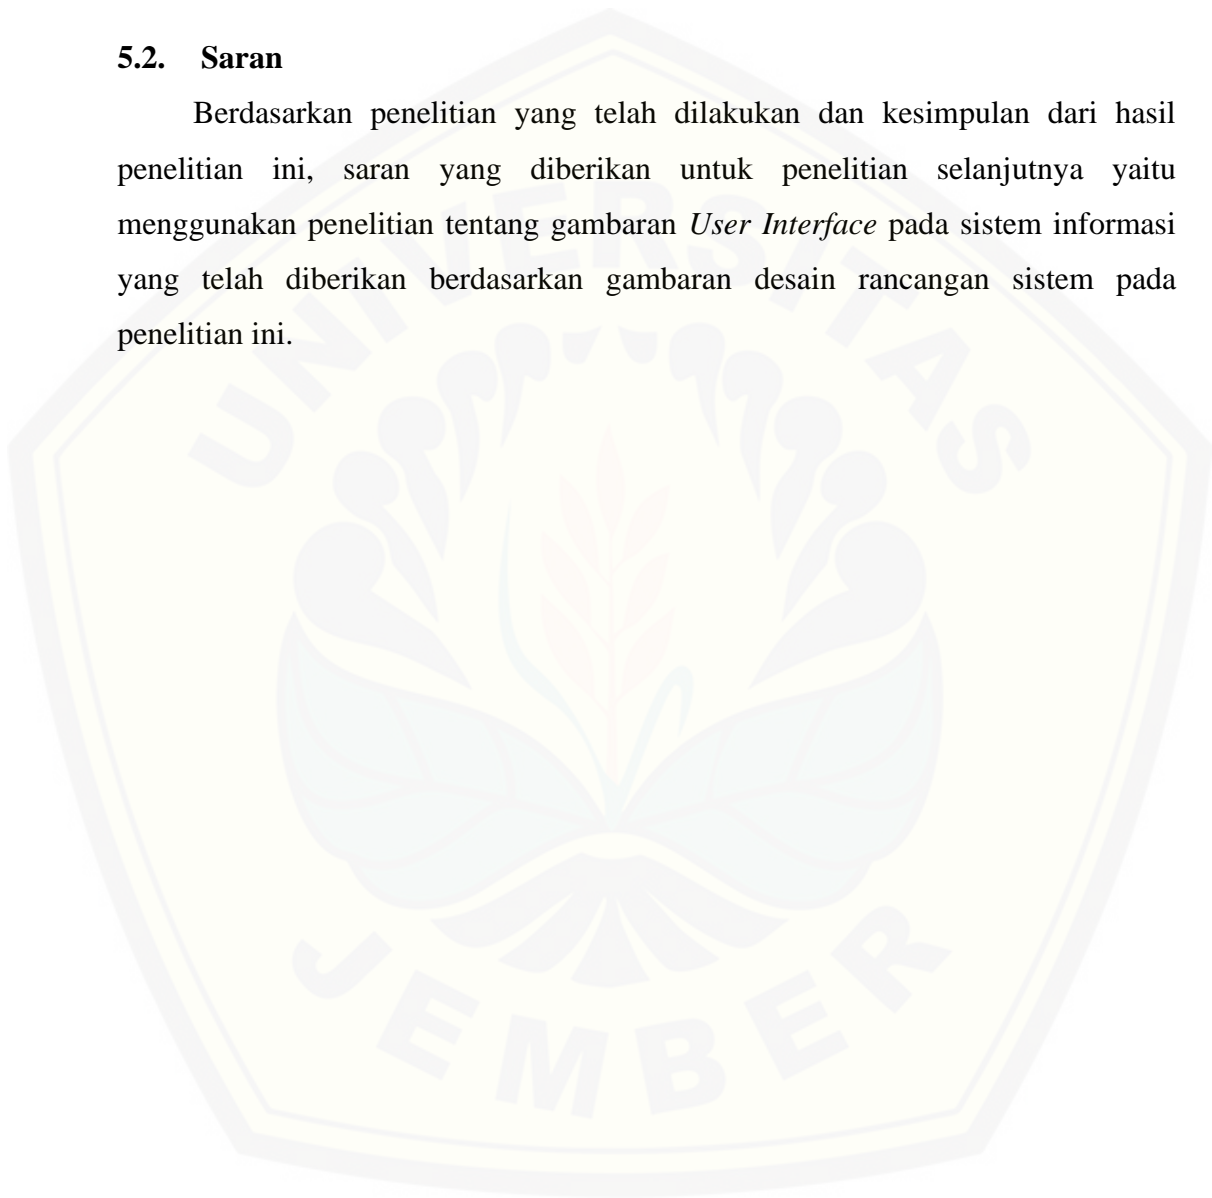 5.2. Saran
Berdasarkan penelitian yang telah dilakukan dan kesimpulan dari hasil
penelitian ini, saran yang diberikan untuk penelitian selanjutnya yaitu
menggunakan penelitian tentang gambaran User Interface pada sistem informasi
yang telah diberikan berdasarkan gambaran desain rancangan sistem pada
penelitian ini.
UNIVERSITAS
JEMBER